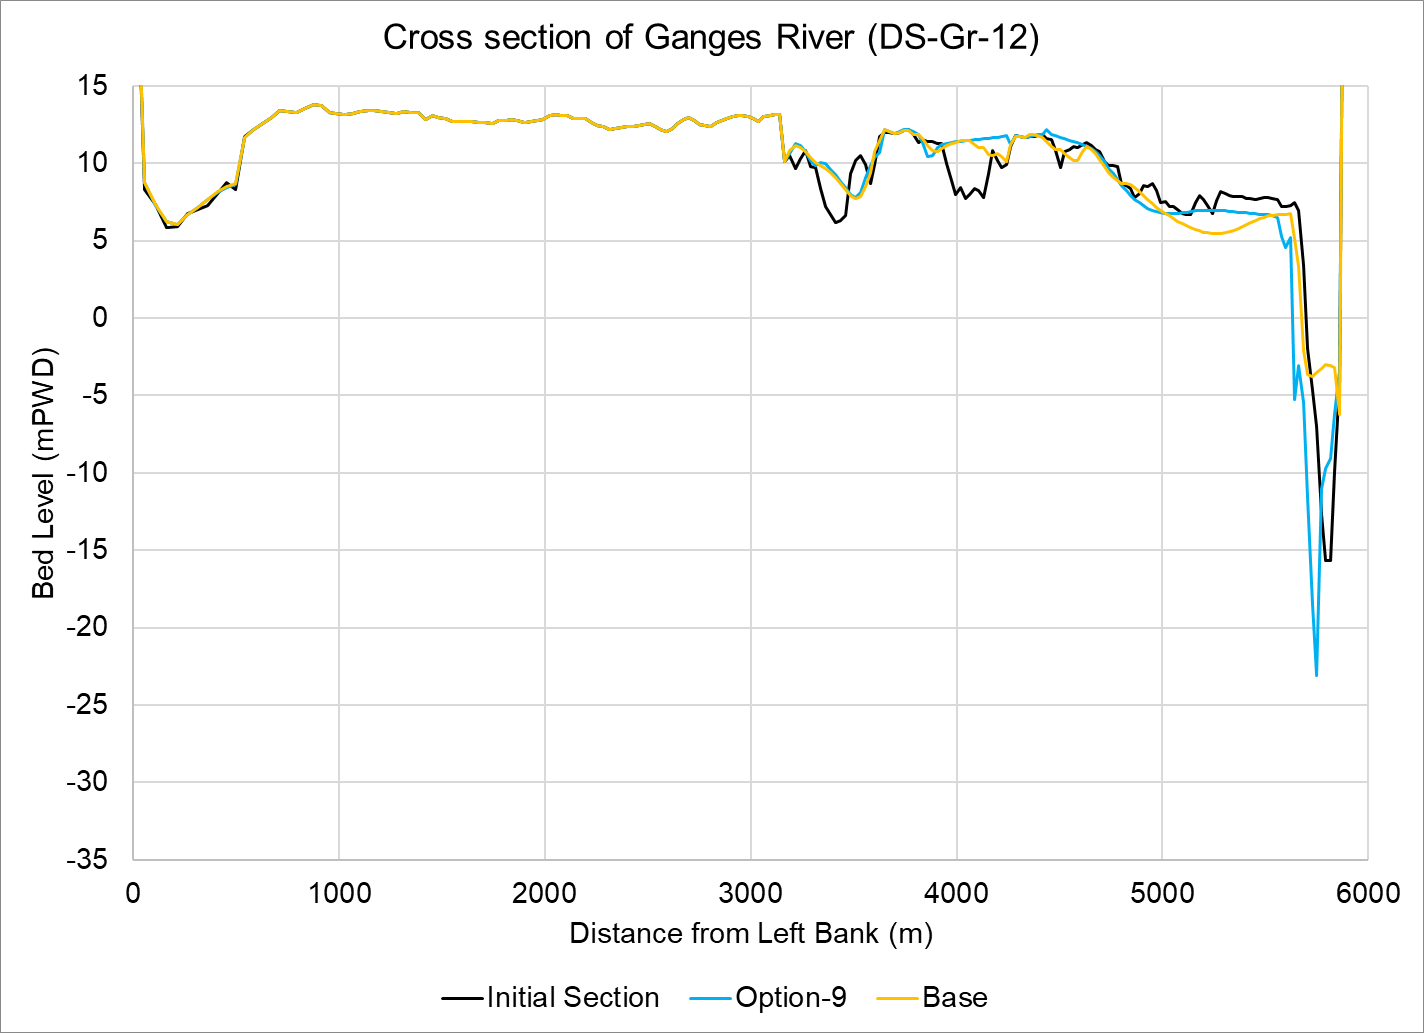 Cross section of Ganges River (DS-Gr-12)
15
10
5
0
-5
-10
-15
-20
-25
-30
-35
Bed Level (mPWD)
0 1000 2000 3000 4000 5000 6000
Distance from Left Bank (m)
Initial Section Option-9 Base